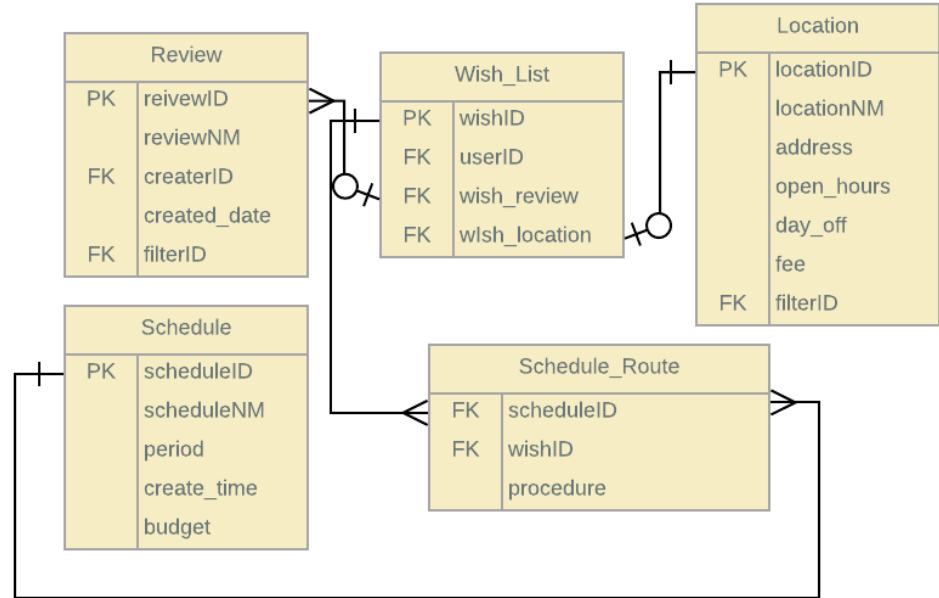 Review
PK reivewID
reviewNM
FK createrID
created_date
FK filterID
Wish_List
PK wishID
FK userID
FK wish_review
FK wIsh_location
Location
PK locationID
locationNM
address
open_hours
day_off
fee
FK filterID
Schedule
PK scheduleID
scheduleNM
period
create_time
budget
Schedule_Route
FK scheduleID
FK wishID
procedure